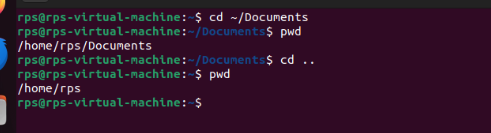 rps@rps-virtual-machine:~$ cd ~/Documents
rps@rps-virtual-machine:~/Documents$ pwd
/home/rps/Documents
rps@rps-virtual-machine:~/Documents$ cd ..
rps@rps-virtual-machine:~$ pwd
/home/rps
rps@rps-virtual-machine:~$